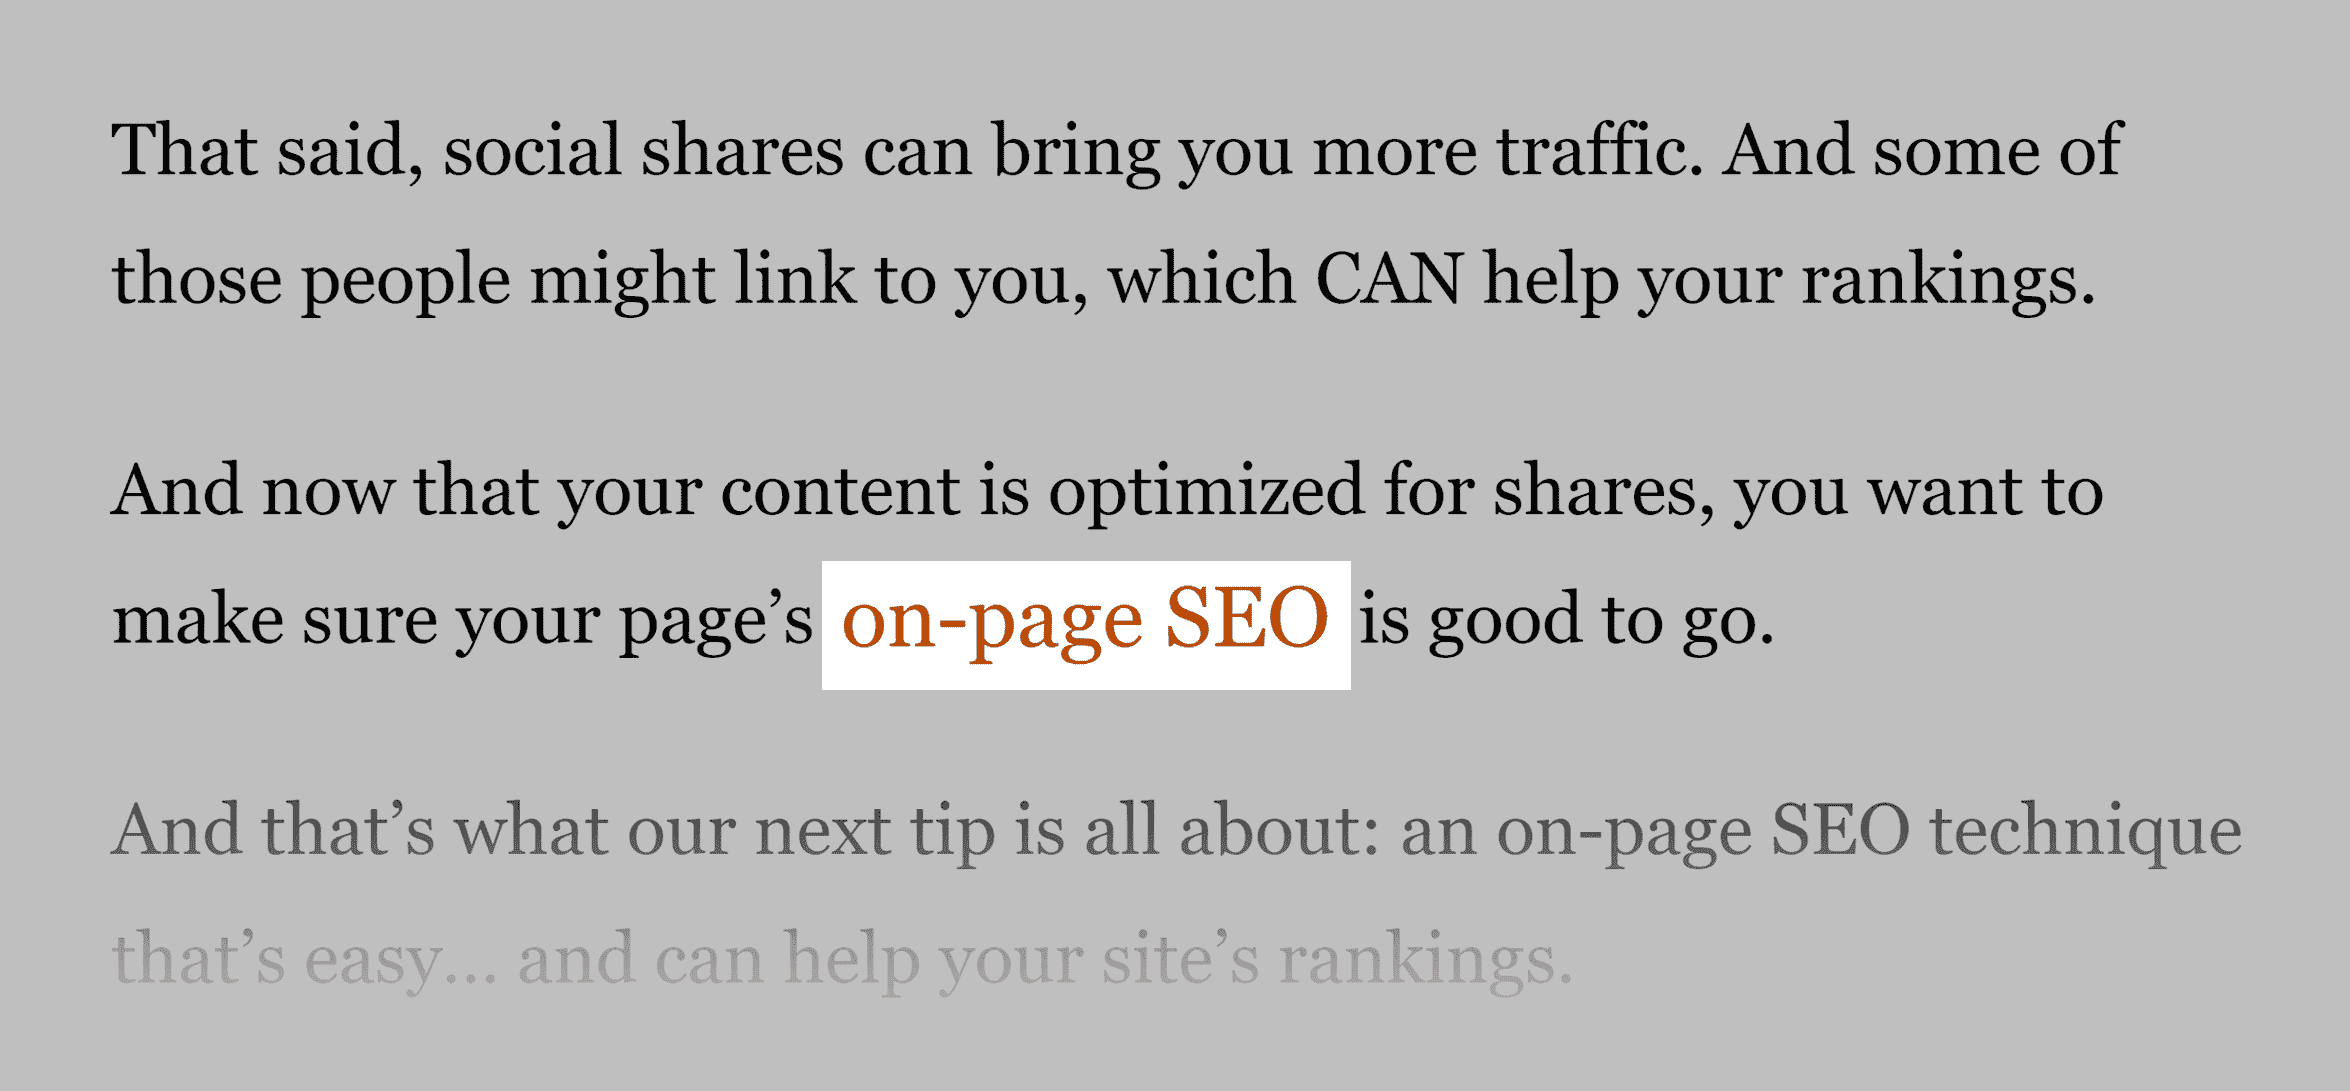 That said, social shares can bring you more traffic. And some of
those people might link to you, which CAN help your rankings.
And now that your content is optimized for shares, you want to
make sure your page’s on-page SEO is good to go.
And that’s what our next tip is all about: an on-page SEO technique
that’s easy… and can help your site’s rankings.